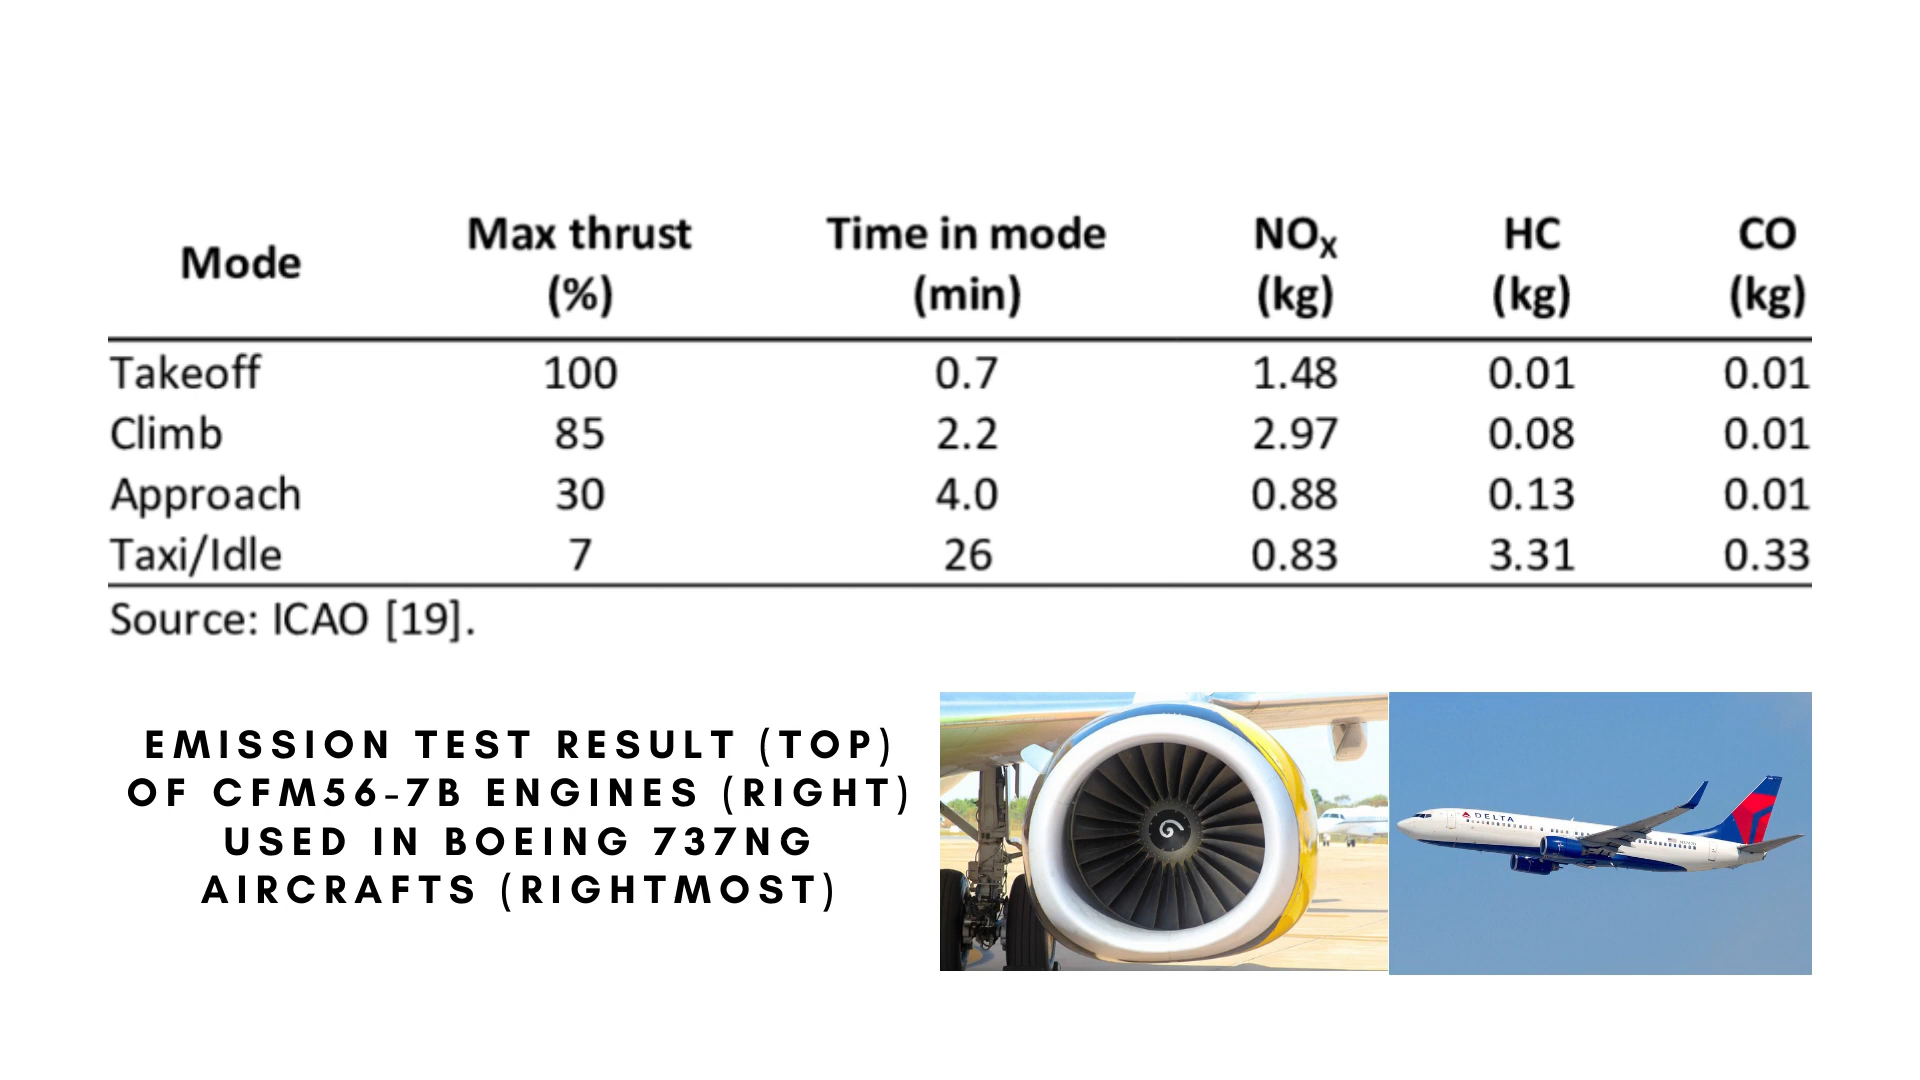 Mode Max thrust (%) Time in mode (min) NOx (kg) HC (kg) CO (kg)
Takeoff 100 0.7 1.48 0.01 0.01
Climb 85 2.2 2.97 0.08 0.01
Approach 30 4.0 0.88 0.13 0.01
Taxi/Idle 7 26 0.83 3.31 0.33
Source: ICAO [19].
EMISSION TEST RESULT (TOP)
OF CFM56-7B ENGINES (RIGHT)
USED IN BOEING 737NG
AIRCRAFTS (RIGHTMOST)
DELTA